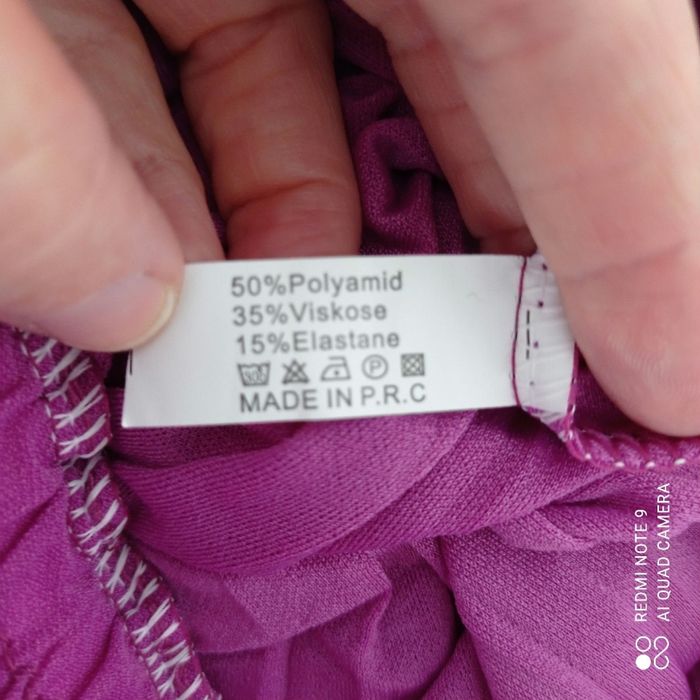 50%Polyamid
35%Viskose
15%Elastane
MADE IN P.R.C
REDMI NOTE 9
AI QUAD CAMERA